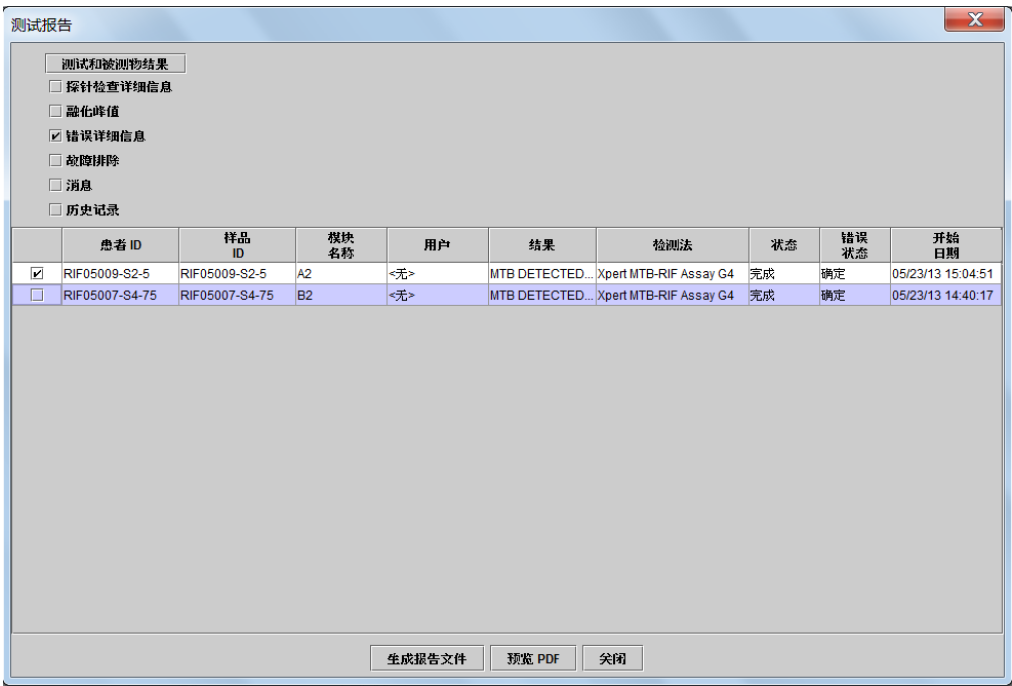 测试报告
测试和被测物结果
探针检查详细信息
融化峰值
错误详细信息
故障排除
消息
历史记录
患者 ID 样品 ID 模块 名称 用户 结果 检测法 状态 错误 状态 开始 日期
RIF05009-S2-5 RIF05009-S2-5 A2 <无> MTB DETECTED... Xpert MTB-RIF Assay G4 完成 确定 05/23/13 15:04:51
RIF05007-S4-75 RIF05007-S4-75 B2 <无> MTB DETECTED... Xpert MTB-RIF Assay G4 完成 确定 05/23/13 14:40:17
生成报告文件 预览 PDF 关闭